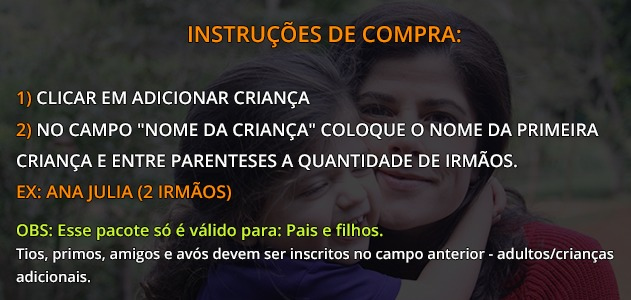 INSTRUÇÕES DE COMPRA:
1) CLICAR EM ADICIONAR CRIANÇA
2) NO CAMPO "NOME DA CRIANÇA" COLOQUE O NOME DA PRIMEIRA
CRIANÇA E ENTRE PARENTESES A QUANTIDADE DE IRMÃOS.
EX: ANA JULIA (2 IRMÃOS)
OBS: Esse pacote só é válido para: Pais e filhos.
Tios, primos, amigos e avós devem ser inscritos no campo anterior - adultos/crianças
adicionais.